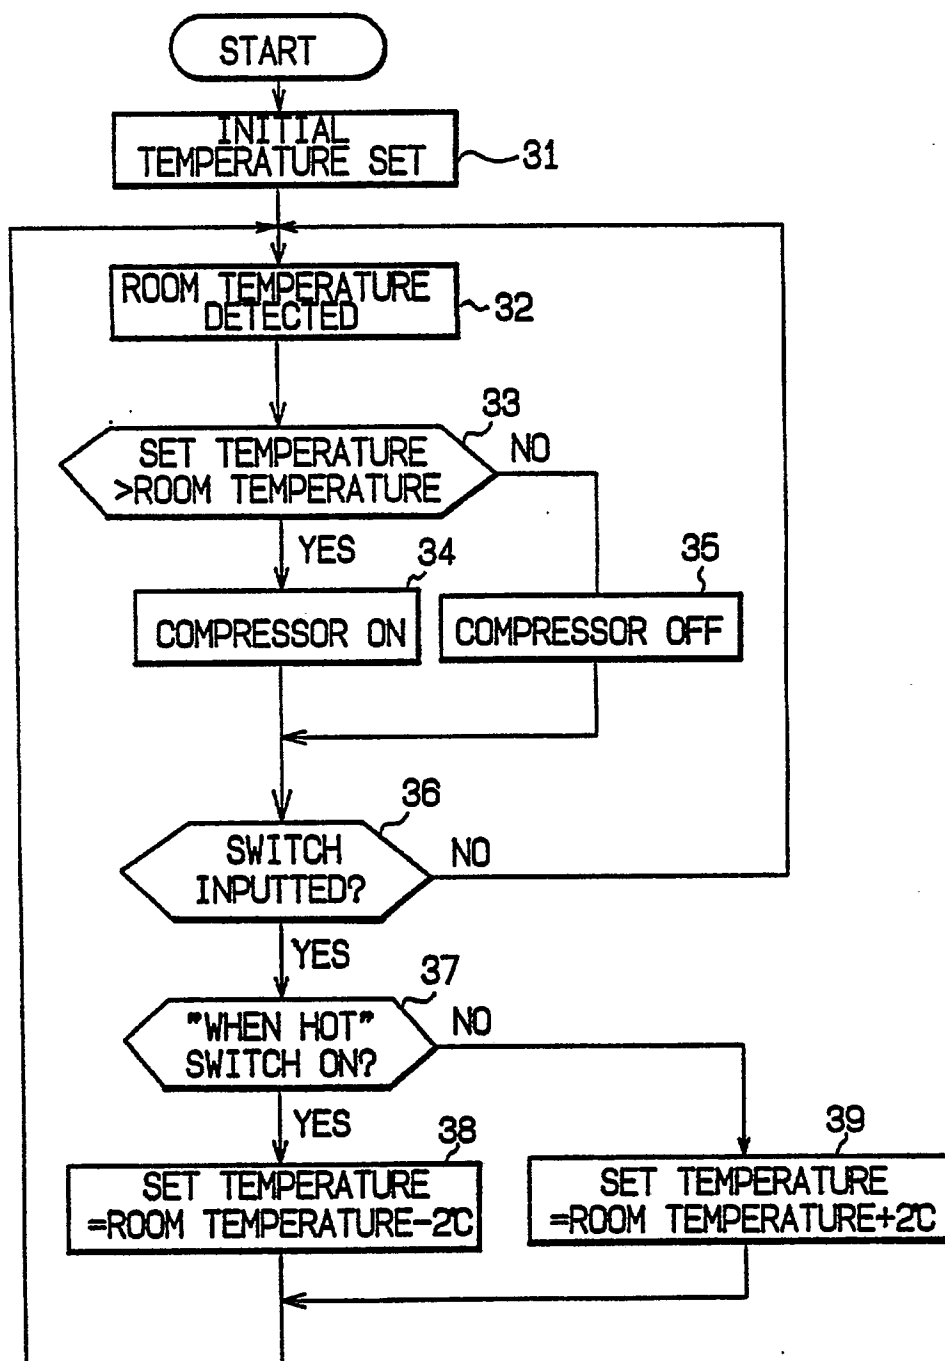 START
INITIAL
TEMPERATURE SET
31
ROOM TEMPERATURE
DETECTED
32
33
SET TEMPERATURE
>ROOM TEMPERATURE
NO
YES
34
35
COMPRESSOR ON
COMPRESSOR OFF
36
SWITCH
INPUTTED?
NO
YES
37
"WHEN HOT"
SWITCH ON?
NO
YES
38
39
SET TEMPERATURE
=ROOM TEMPERATURE-2℃
SET TEMPERATURE
=ROOM TEMPERATURE+2℃